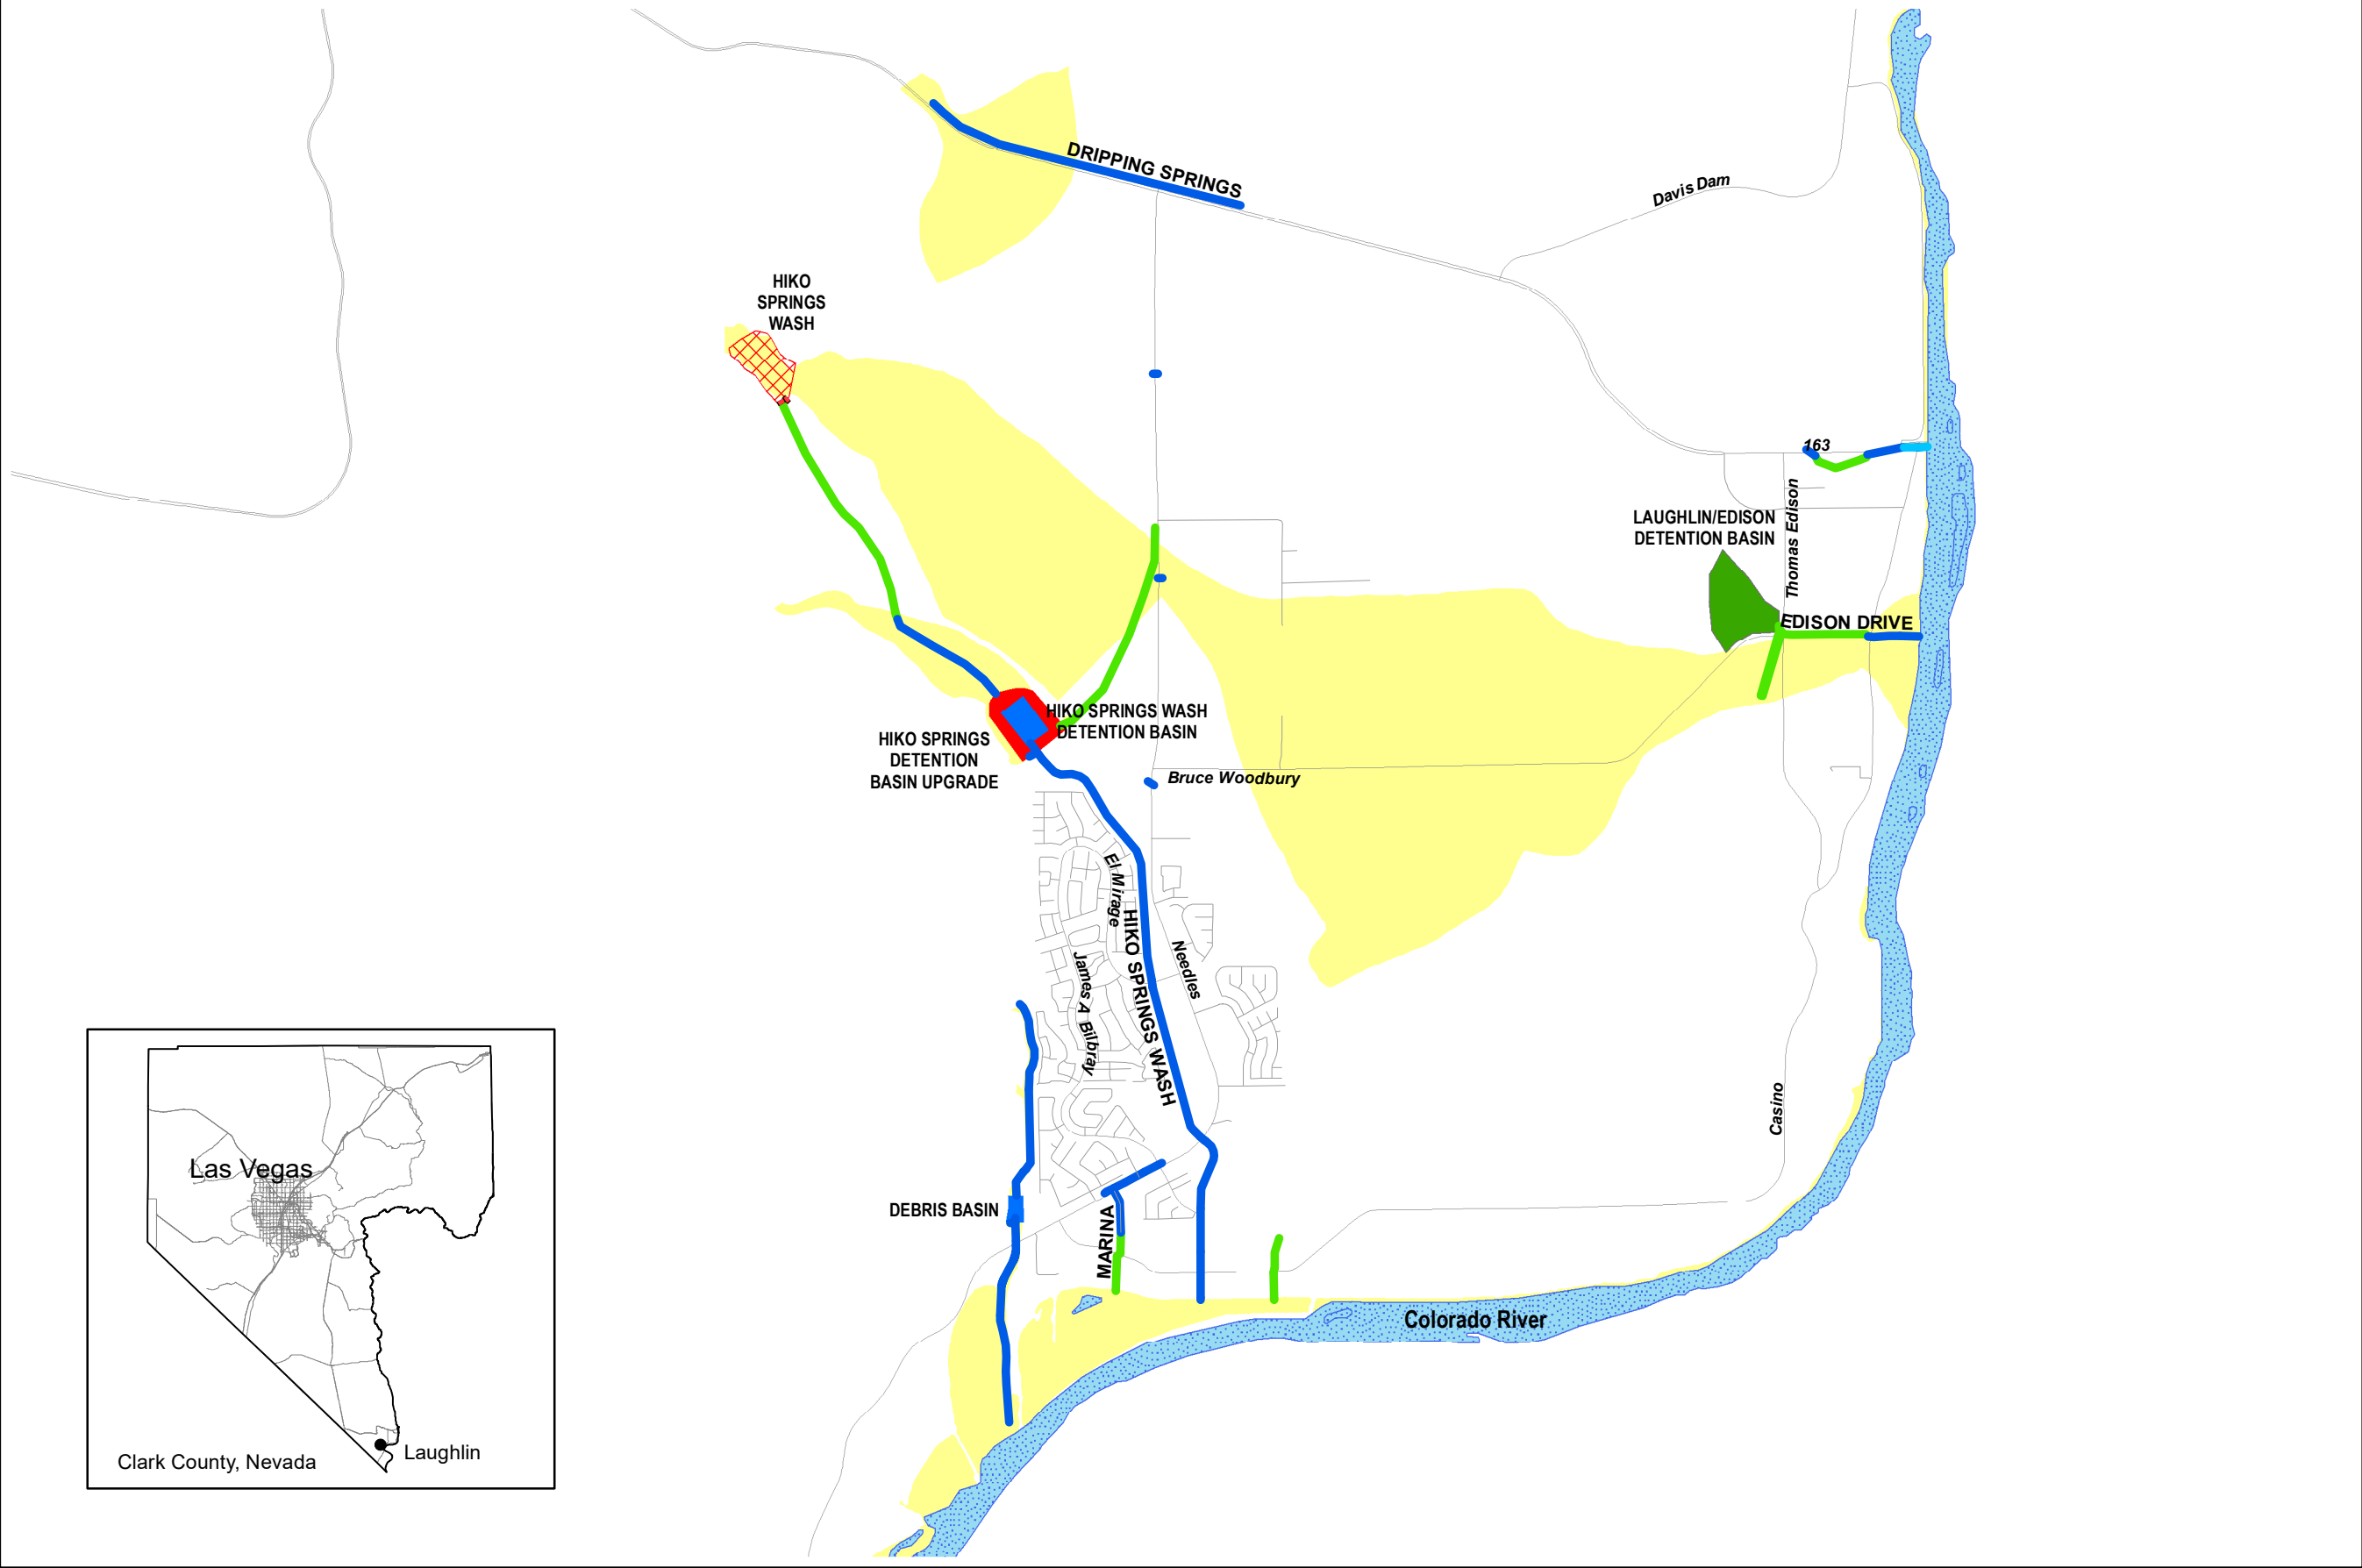 DRIPPING SPRINGS
Davis Dam
HIKO
SPRINGS
WASH
163
Thomas Edison
LAUGHLIN/EDISON
DETENTION BASIN
EDISON DRIVE
HIKO SPRINGS WASH
DETENTION BASIN
HIKO SPRINGS
DETENTION
BASIN UPGRADE
Bruce Woodbury
El Mirage
HIKO SPRINGS WASH
Needles
James A Bilbray
Casino
DEBRIS BASIN
MARINA
Colorado River
Las Vegas
Laughlin
Clark County, Nevada